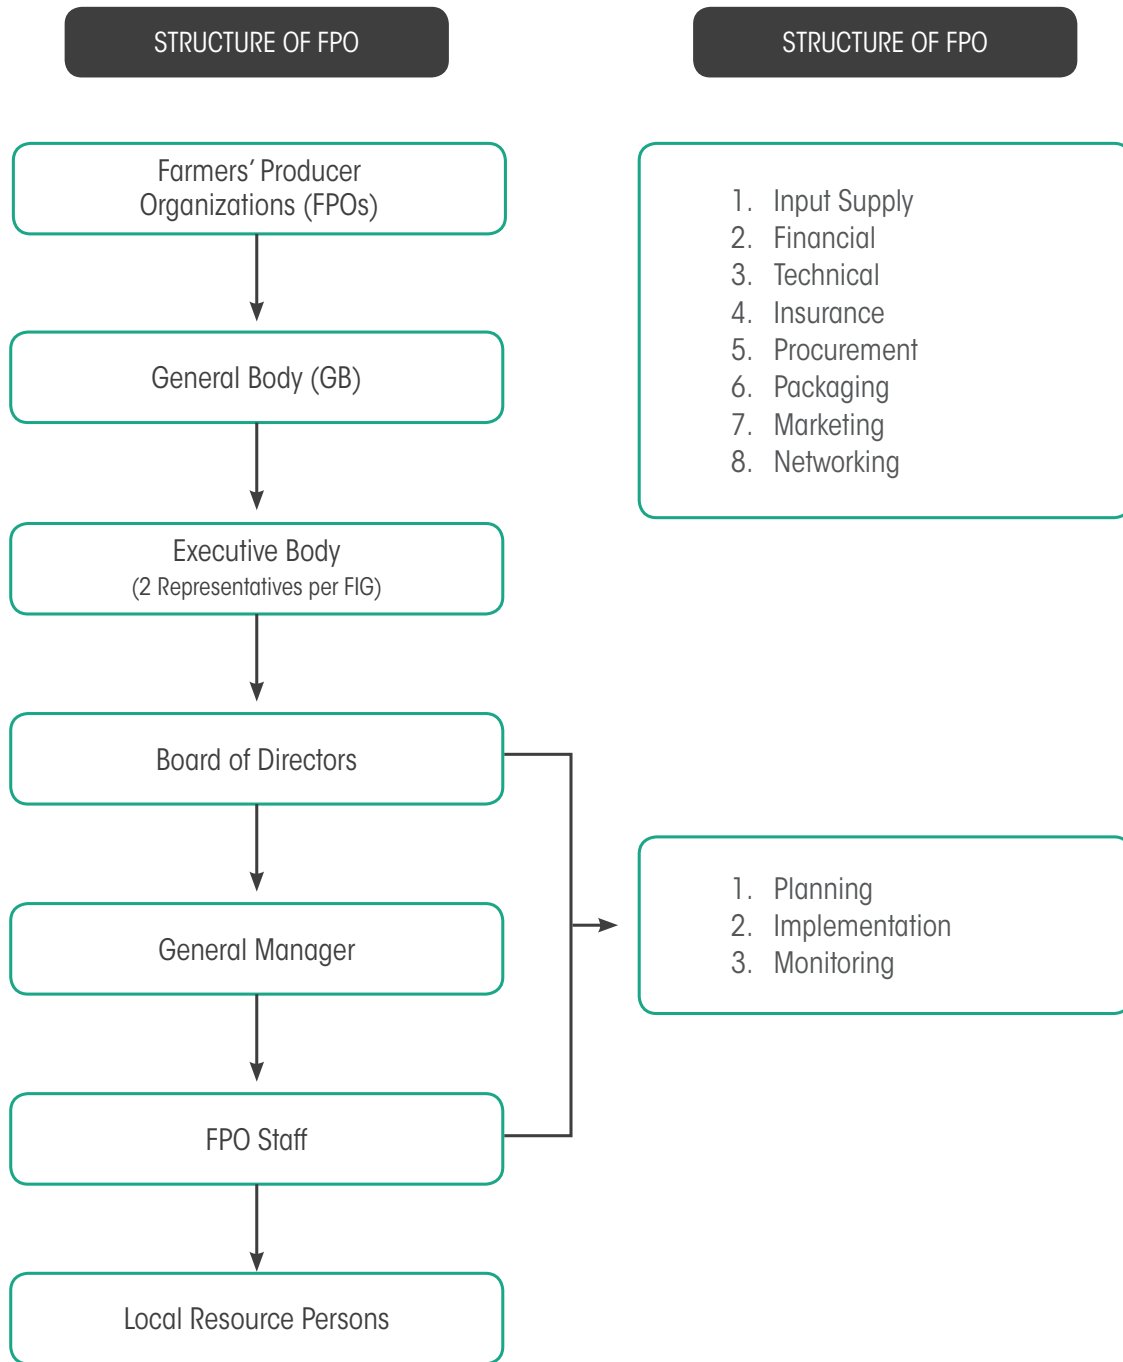 STRUCTURE OF FPO
Farmers’ Producer
Organizations (FPOs)
General Body (GB)
Executive Body
(2 Representatives per FIG)
Board of Directors
General Manager
FPO Staff
Local Resource Persons
STRUCTURE OF FPO
1. Input Supply
2. Financial
3. Technical
4. Insurance
5. Procurement
6. Packaging
7. Marketing
8. Networking
1. Planning
2. Implementation
3. Monitoring